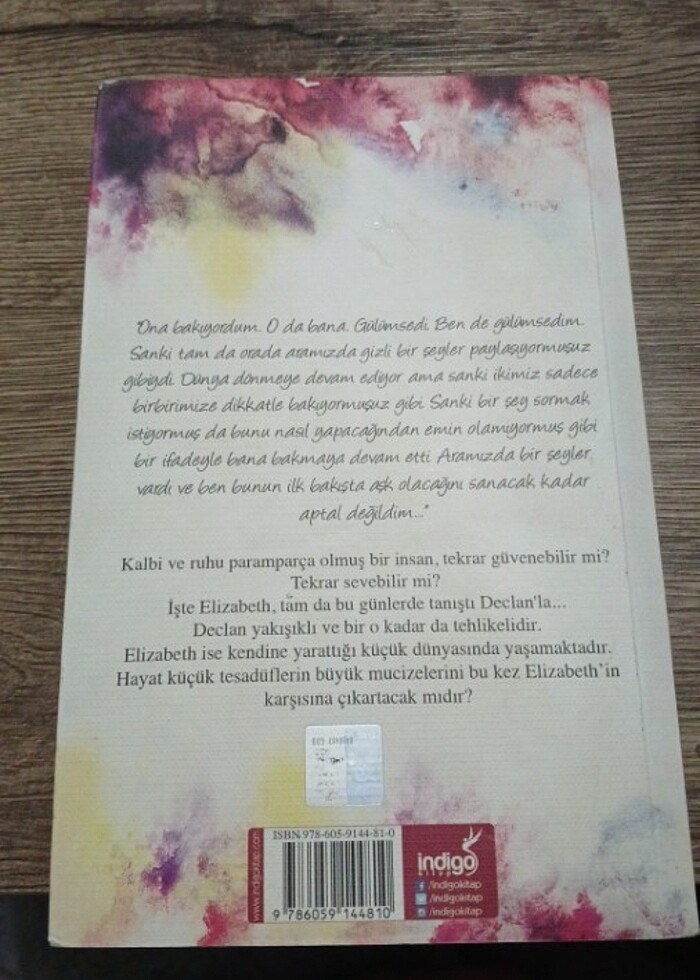 "Ona bakıyordum. O da bana. Gülümsedi. Ben de gülümsedim.
Sanki tam da orada aramızda gizli bir şeyler paylaşıyormuşuz
gibiydi. Dünya dönmeye devam ediyor ama sanki ikimiz sadece
birbirimize dikkatle bakıyormuşuz gibi. Sanki bir şey sormak
istiyormuş da bunu nasıl yapacağından emin olamıyormuş gibi
bir ifadeyle bana bakmaya devam etti. Aramızda bir şeyler
vardı ve ben bunun ilk bakışta aşk olacağını sanacak kadar
aptal değildim..."
Kalbi ve ruhu paramparça olmuş bir insan, tekrar güvenebilir mi?
Tekrar sevebilir mi?
İşte Elizabeth, tam da bu günlerde tanıştı Declan'la...
Declan yakışıklı ve bir o kadar da tehlikelidir.
Elizabeth ise kendine yarattığı küçük dünyasında yaşamaktadır.
Hayat küçük tesadüflerin büyük mucizelerini bu kez Elizabeth'in
karşısına çıkartacak mıdır?
www.indigokitap.com
ISBN 978-605-9144-81-0
9 786059 144810
indigo
kitap
/indigokitap
/indigokitap
/indigokitap